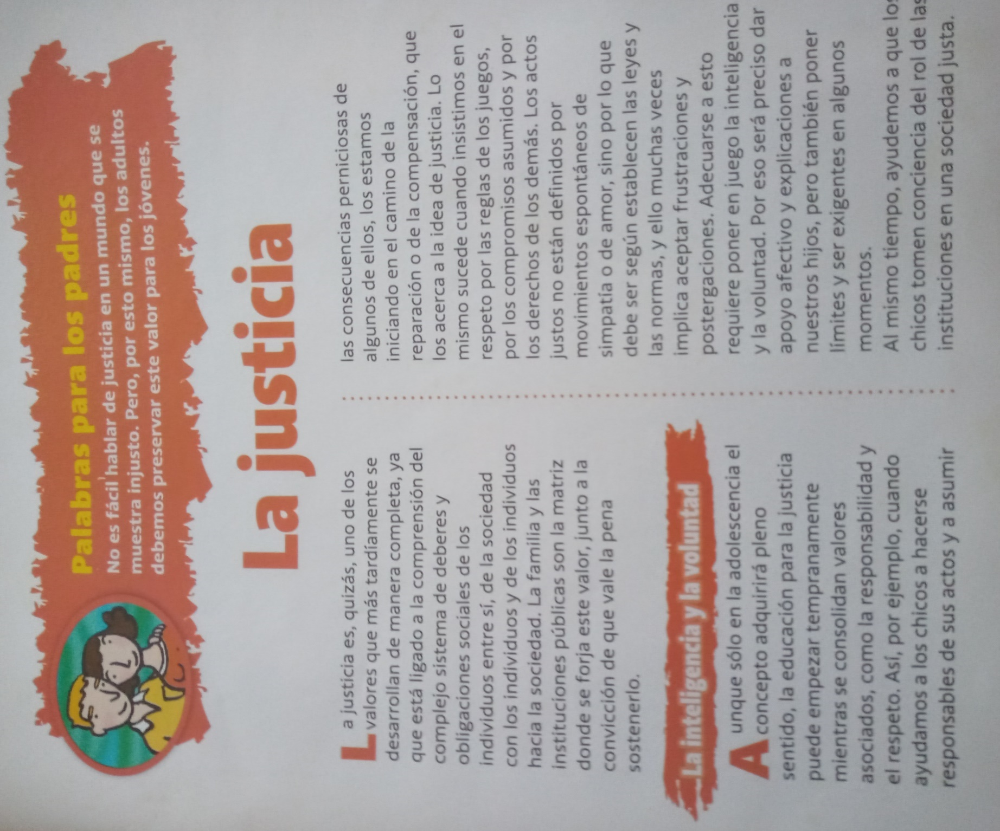 Palabras para los padres
No es fácil hablar de justicia en un mundo que se
muestra injusto. Pero, por esto mismo, los adultos
debemos preservar este valor para los jóvenes.
La justicia
La justicia es, quizás, uno de los
valores que más tardíamente se
desarrollan de manera completa, ya
que está ligado a la comprensión del
complejo sistema de deberes y
obligaciones sociales de los
individuos entre sí, de la sociedad
con los individuos y de los individuos
hacia la sociedad. La familia y las
instituciones públicas son la matriz
donde se forja este valor, junto a la
convicción de que vale la pena
sostenerlo.
La inteligencia y la voluntad
Aunque sólo en la adolescencia el
concepto adquirirá pleno
sentido, la educación para la justicia
puede empezar tempranamente
mientras se consolidan valores
asociados, como la responsabilidad y
el respeto. Así, por ejemplo, cuando
ayudamos a los chicos a hacerse
responsables de sus actos y a asumir
las consecuencias perniciosas de
algunos de ellos, los estamos
iniciando en el camino de la
reparación o de la compensación, que
los acerca a la idea de justicia. Lo
mismo sucede cuando insistimos en el
respeto por las reglas de los juegos,
por los compromisos asumidos y por
los derechos de los demás. Los actos
justos no están definidos por
movimientos espontáneos de
simpatía o de amor, sino por lo que
debe ser según establecen las leyes y
las normas, y ello muchas veces
implica aceptar frustraciones y
postergaciones. Adecuarse a esto
requiere poner en juego la inteligencia
y la voluntad. Por eso será preciso dar
apoyo afectivo y explicaciones a
nuestros hijos, pero también poner
límites y ser exigentes en algunos
momentos.
Al mismo tiempo, ayudemos a que los
chicos tomen conciencia del rol de las
instituciones en una sociedad justa.